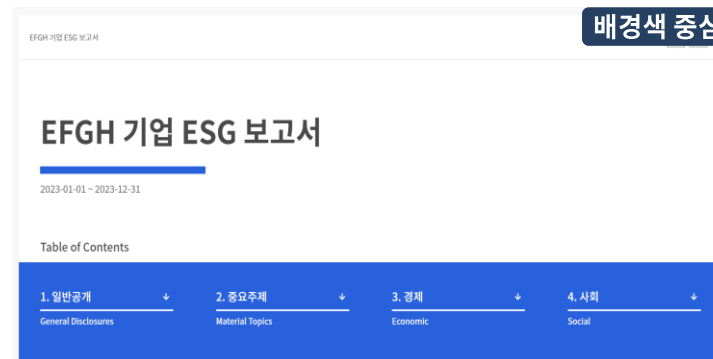 배경색 중심
EFGH 기업 ESG 보고서
EFGH 기업 ESG 보고서
2023-01-01 ~ 2023-12-31
Table of Contents
1. 일반공개 ↓ 2. 중요주제 ↓ 3. 경제 ↓ 4. 사회 ↓
General Disclosures Material Topics Economic Social